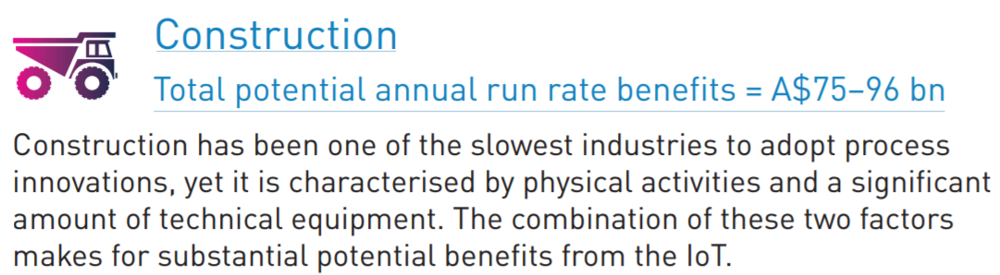 Construction
Total potential annual run rate benefits = A$75–96 bn
Construction has been one of the slowest industries to adopt process
innovations, yet it is characterised by physical activities and a significant
amount of technical equipment. The combination of these two factors
makes for substantial potential benefits from the IoT.